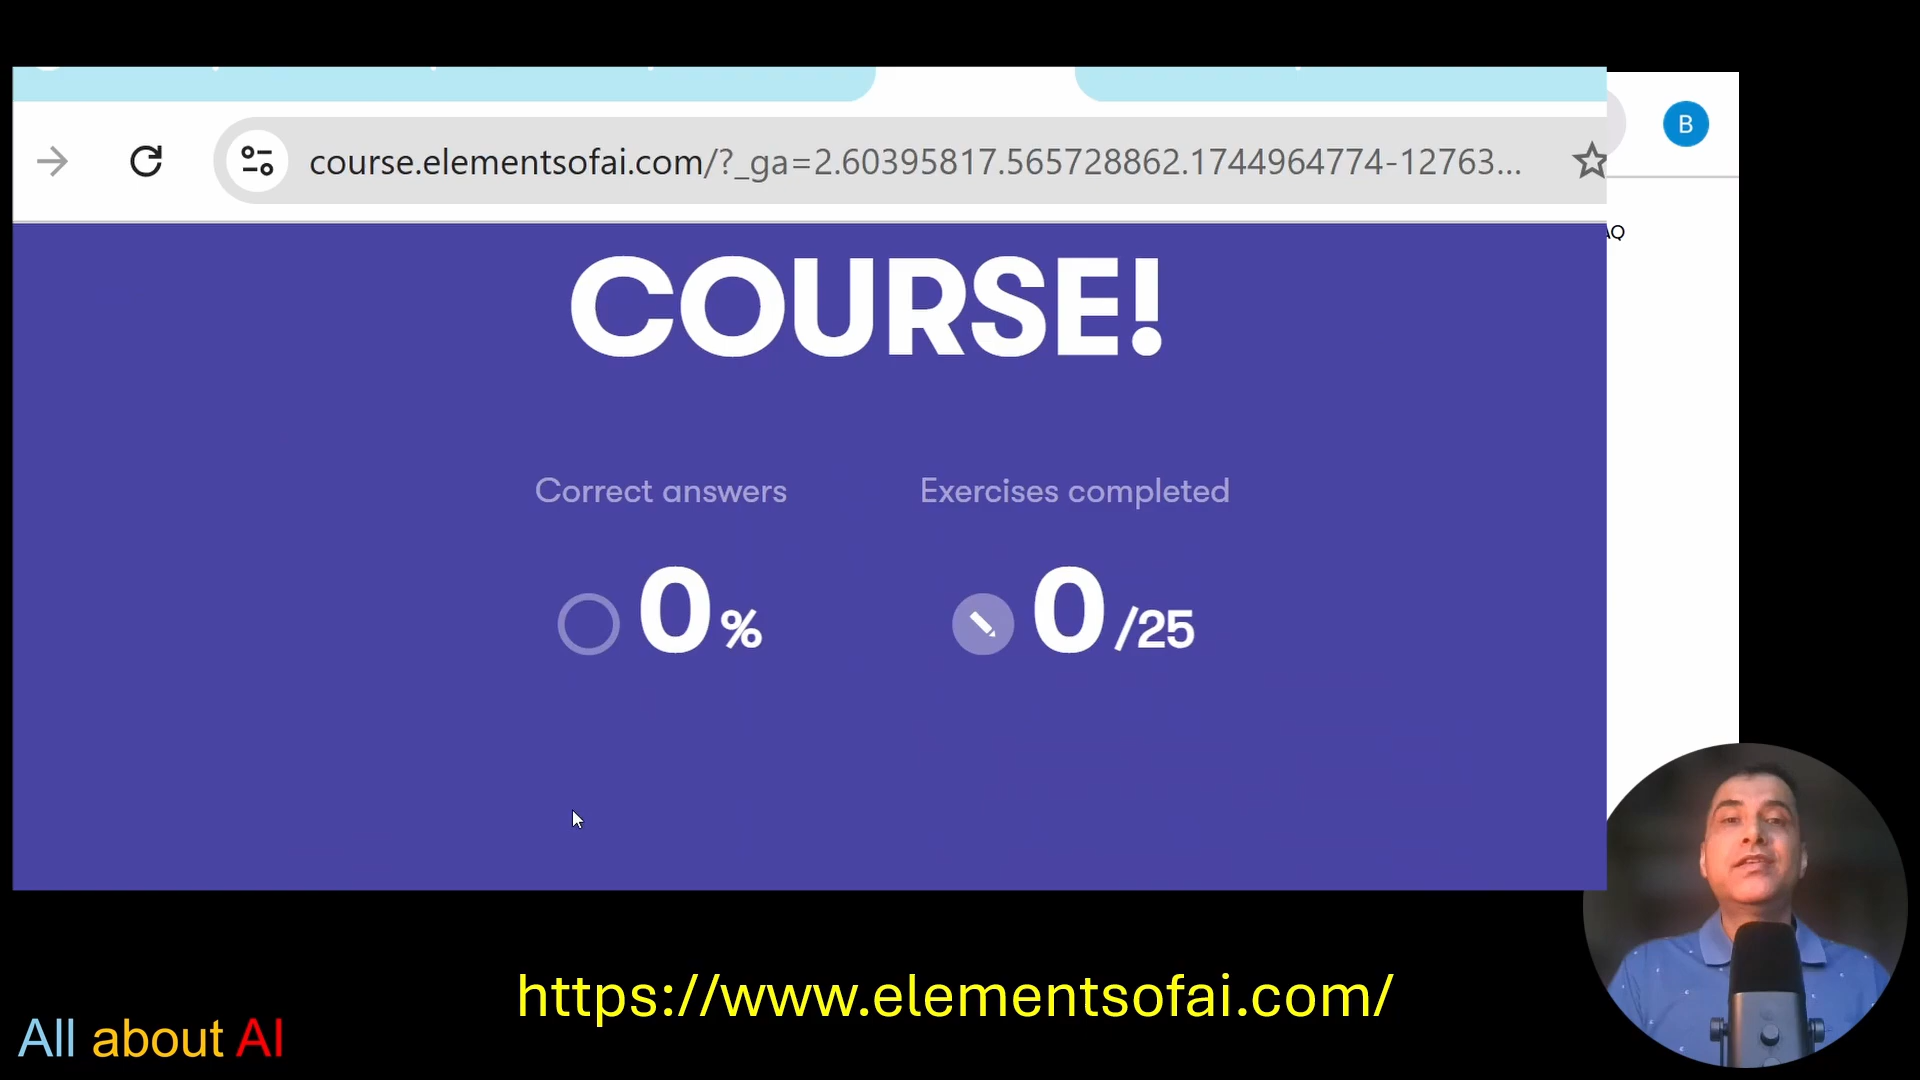 course.elementsofai.com/?_ga=2.60395817.565728862.1744964774-12763...
B
AQ
COURSE!
Correct answers
Exercises completed
0 %
0 /25
https://www.elementsofai.com/
All about AI